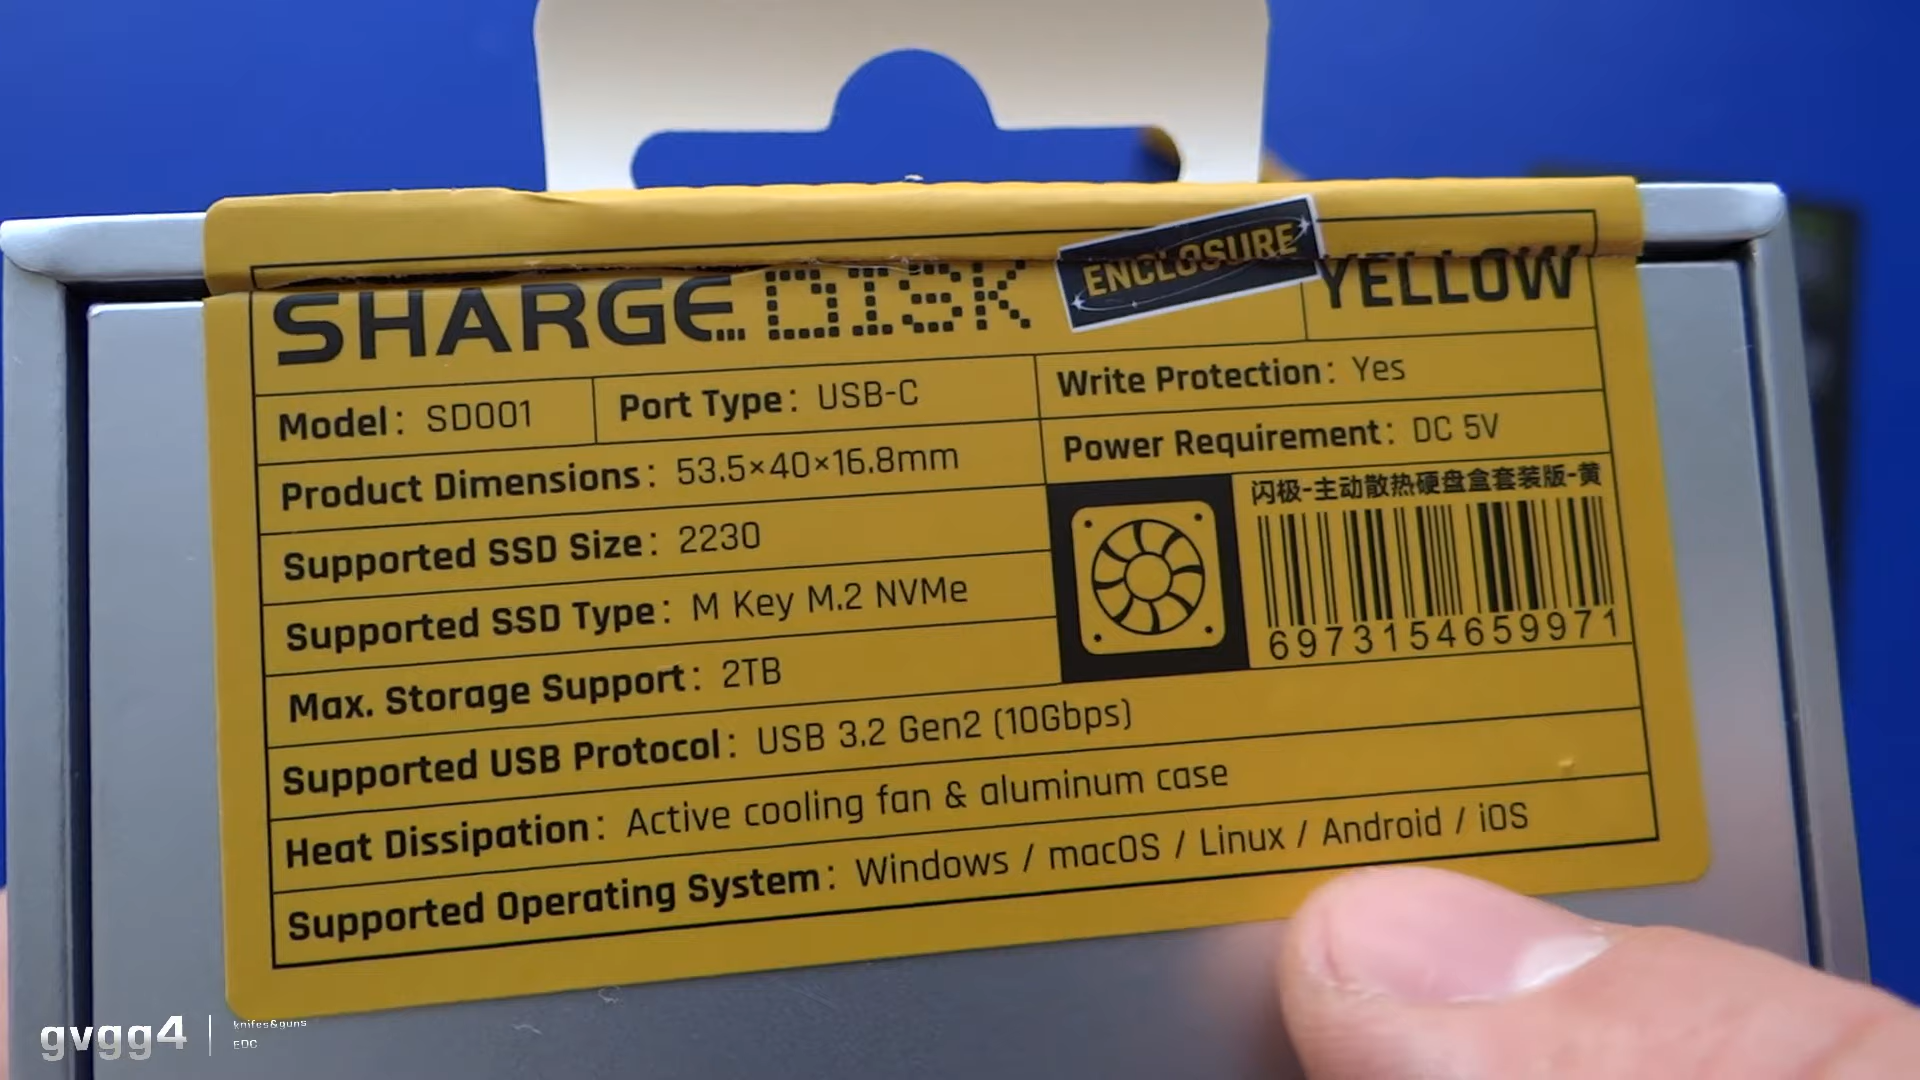 SHARGE DISK
ENCLOSURE
YELLOW
Model: SD001
Port Type: USB-C
Write Protection: Yes
Product Dimensions: 53.5×40×16.8mm
Power Requirement: DC 5V
Supported SSD Size: 2230
闪极-主动散热硬盘盒套装版-黄
Supported SSD Type: M Key M.2 NVMe
6973154659971
Max. Storage Support: 2TB
Supported USB Protocol: USB 3.2 Gen2 (10Gbps)
Heat Dissipation: Active cooling fan & aluminum case
Supported Operating System: Windows / macOS / Linux / Android / iOS
gvgg4
knifes&guns
EDC